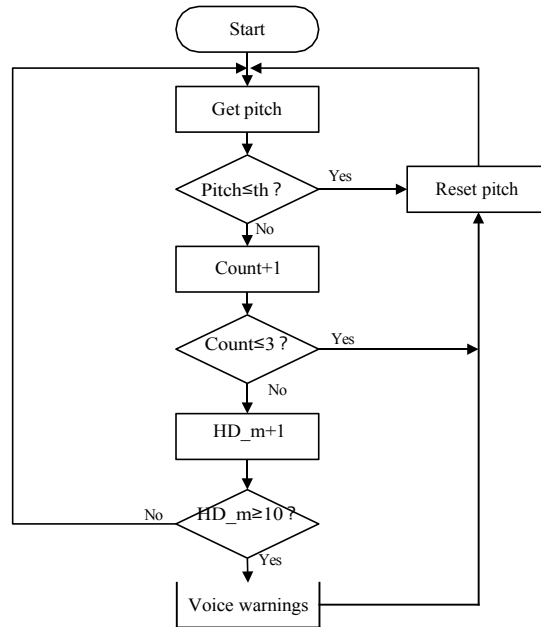 Start
Get pitch
Pitch≤th？
Yes
Reset pitch
No
Count+1
Count≤3？
Yes
No
HD_m+1
HD_m≥10？
No
Yes
Voice warnings